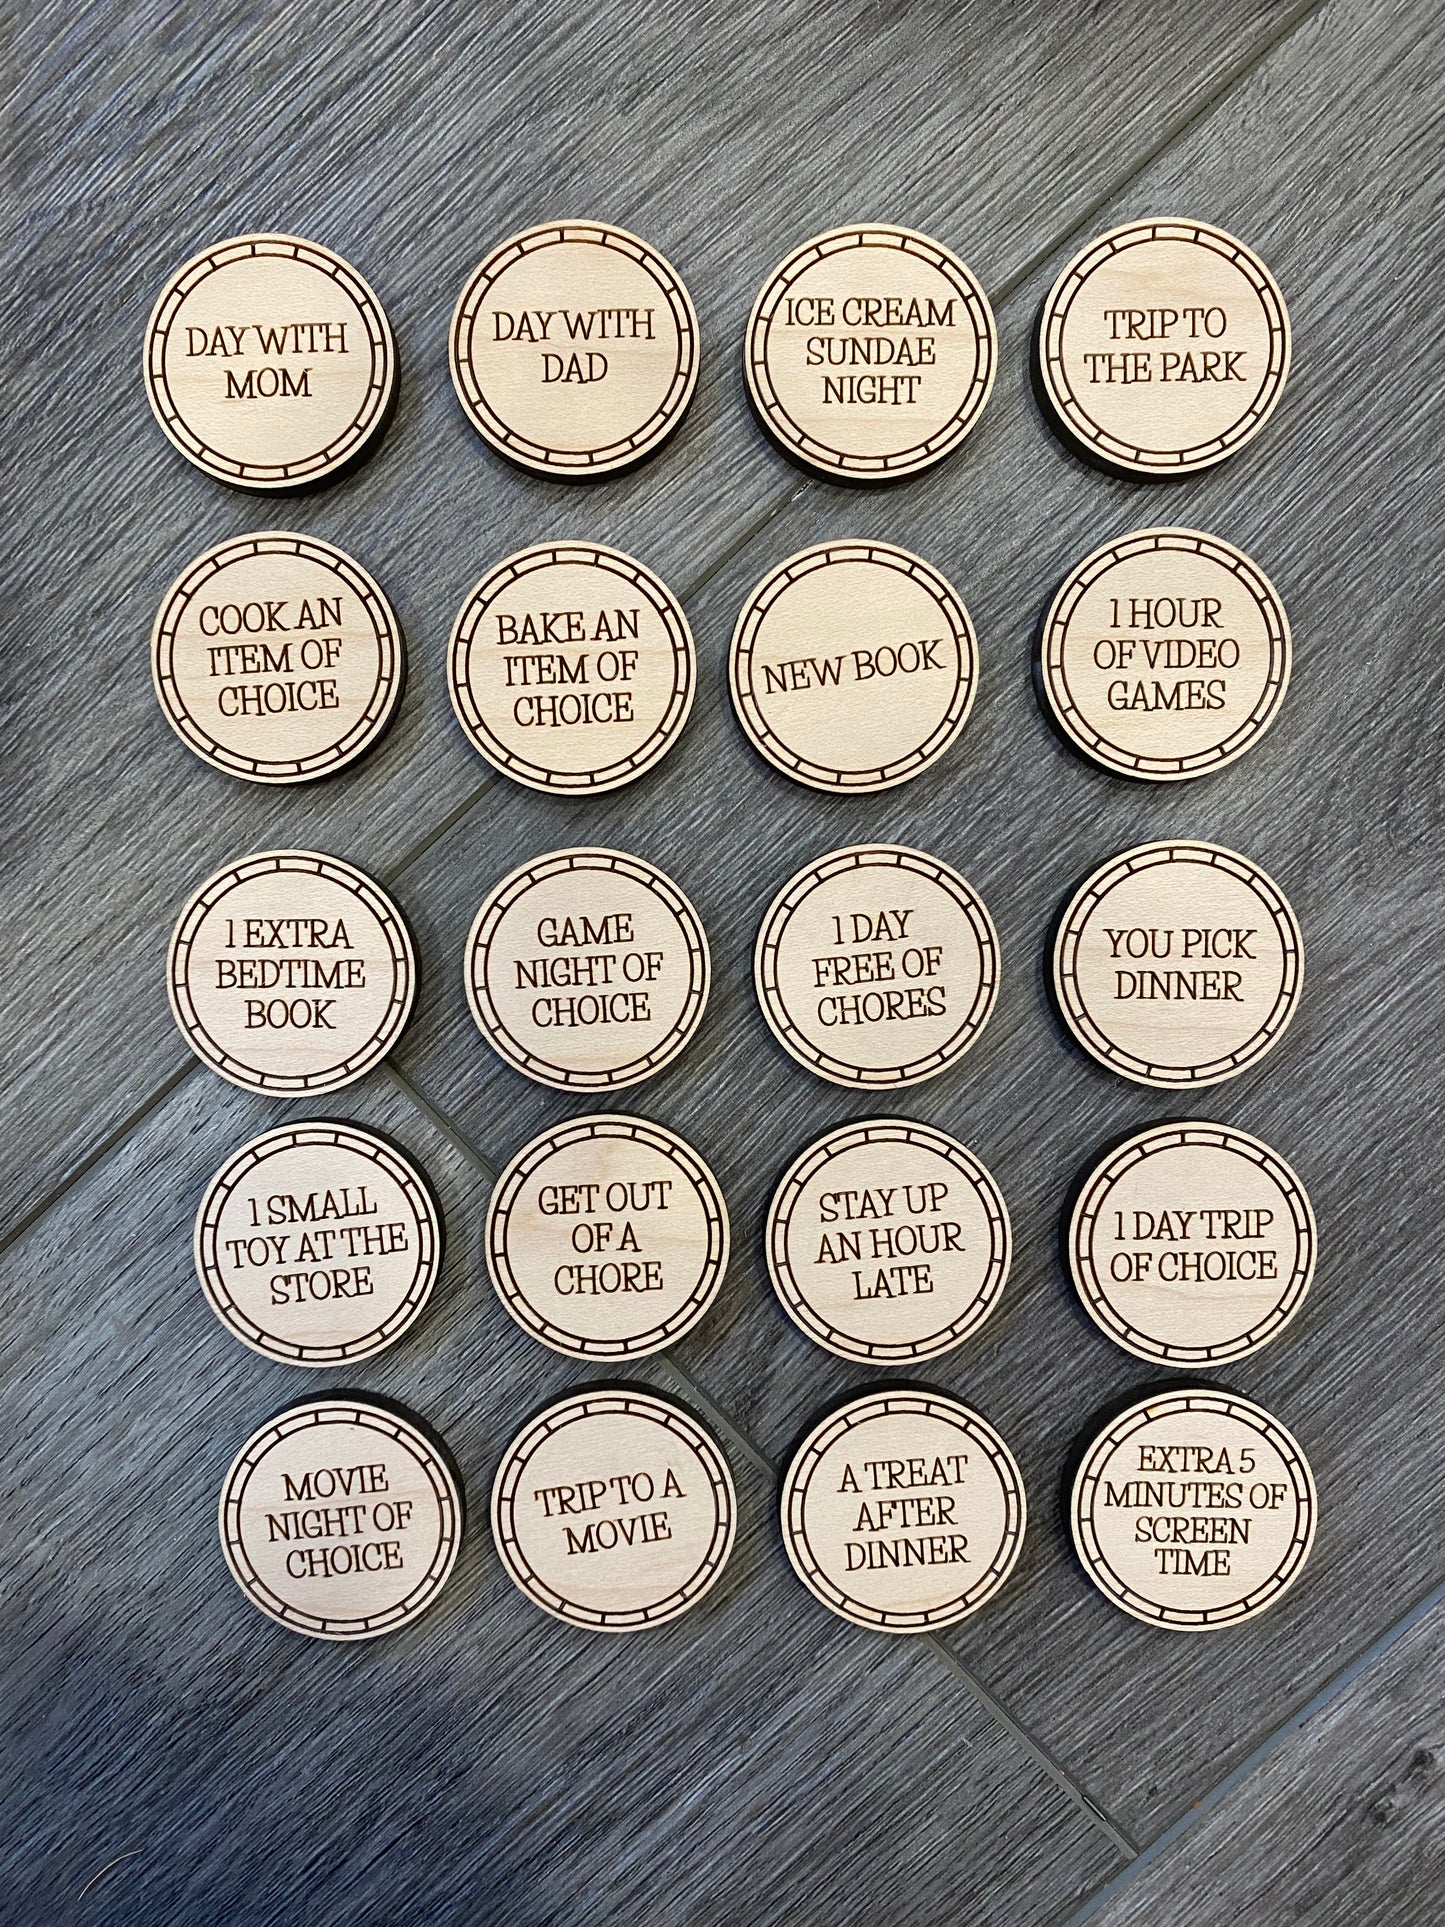 DAY WITH
MOM
DAY WITH
DAD
ICE CREAM
SUNDAE
NIGHT
TRIP TO
THE PARK
COOK AN
ITEM OF
CHOICE
BAKE AN
ITEM OF
CHOICE
NEW BOOK
1 HOUR
OF VIDEO
GAMES
1 EXTRA
BEDTIME
BOOK
GAME
NIGHT OF
CHOICE
1 DAY
FREE OF
CHORES
YOU PICK
DINNER
1 SMALL
TOY AT THE
STORE
GET OUT
OF A
CHORE
STAY UP
AN HOUR
LATE
1 DAY TRIP
OF CHOICE
MOVIE
NIGHT OF
CHOICE
TRIP TO A
MOVIE
A TREAT
AFTER
DINNER
EXTRA 5
MINUTES OF
SCREEN
TIME